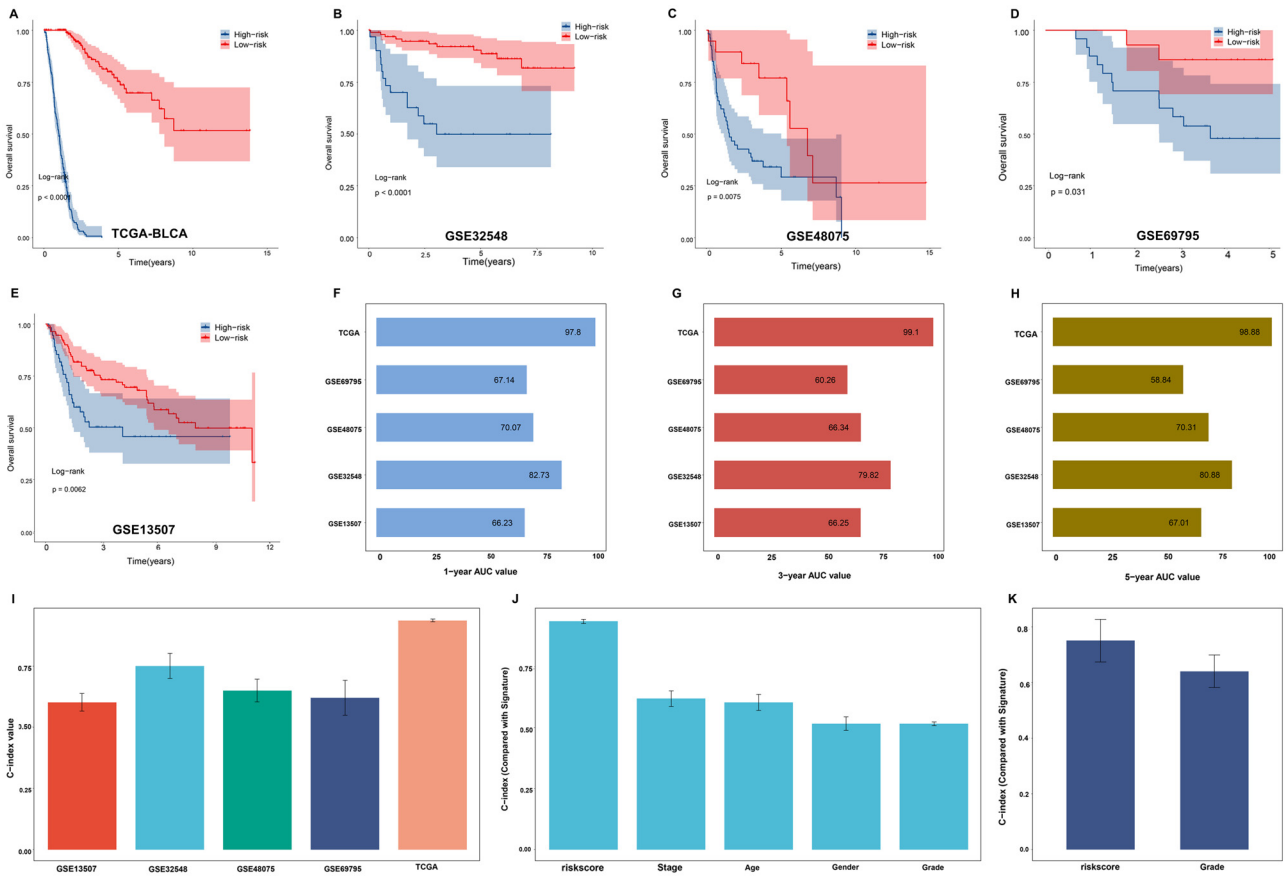 A
High-risk
Low-risk
1.00
0.75
0.50
0.25
0.00
Overall survival
Log-rank
p < 0.0001
TCGA-BLCA
0
5
10
15
Time(years)
B
High-risk
Low-risk
1.00
0.75
5.00
0.25
0.00
Overall survival
Log-rank
p < 0.0001
GSE32548
0
2.5
5
7.5
10
Time(years)
C
High-risk
Low-risk
1.00
0.75
0.50
0.25
0.00
Overall survival
Log-rank
p = 0.0075
GSE48075
0
5
10
15
Time(years)
D
High-risk
Low-risk
1.00
0.75
0.50
0.25
0.00
Overall survival
Log-rank
p = 0.031
GSE69795
0
1
2
3
4
5
Time(years)
E
High-risk
Low-risk
1.00
0.75
0.50
0.25
0.00
Overall survival
Log-rank
p = 0.0062
GSE13507
0
3
6
9
12
Time(years)
F
TCGA
97.8
GSE69795
67.14
GSE48075
70.07
GSE32548
82.73
GSE13507
66.23
0
25
50
75
100
1-year AUC value
G
TCGA
99.1
GSE69795
60.26
GSE48075
66.34
GSE32548
79.82
GSE13507
66.25
0
25
50
75
100
3-year AUC value
H
TCGA
98.88
GSE69795
58.84
GSE48075
70.31
GSE32548
80.88
GSE13507
67.01
0
25
50
75
100
5-year AUC value
I
C-index value
0.75
3.50
0.25
0.00
GSE13507
GSE32548
GSE48075
GSE69795
TCGA
J
C-index (Compared with Signature)
0.75
0.50
0.25
0.00
riskscore
Stage
Age
Gender
Grade
K
C-index (Compared with Signature)
0.8
0.6
0.4
0.2
0.0
riskscore
Grade